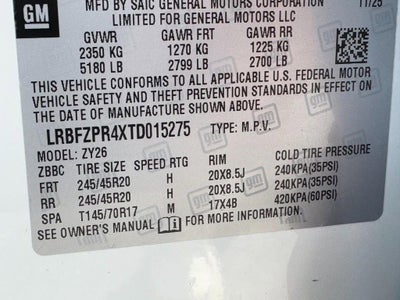 MFD BY SAIC GENERAL MOTORS 11/25
GM
LIMITED FOR GENERAL MOTORS LLC
GVWR GAWR FRT GAWR RR
2350 KG 1270 KG 1225 KG
5180 LB 2799 LB 2700 LB
THIS VEHICLE CONFORMS TO ALL APPLICABLE U.S. FEDERAL MOTOR
VEHICLE SAFETY AND THEFT PREVENTION STANDARDS IN EFFECT ON
THE DATE OF MANUFACTURE SHOWN ABOVE.
LRBFZPR4XTD015275 TYPE: M.P.V.
MODEL: ZY26
ZBBC TIRE SIZE SPEED RTG RIM COLD TIRE PRESSURE
FRT 245/45R20 H 20X8.5J 240KPA(35PSI)
RR 245/45R20 H 20X8.5J 240KPA(35PSI)
SPA T145/70R17 M 17X4B 420KPA(60PSI)
SEE OWNER'S MANUAL FOR MORE INFORMATION.